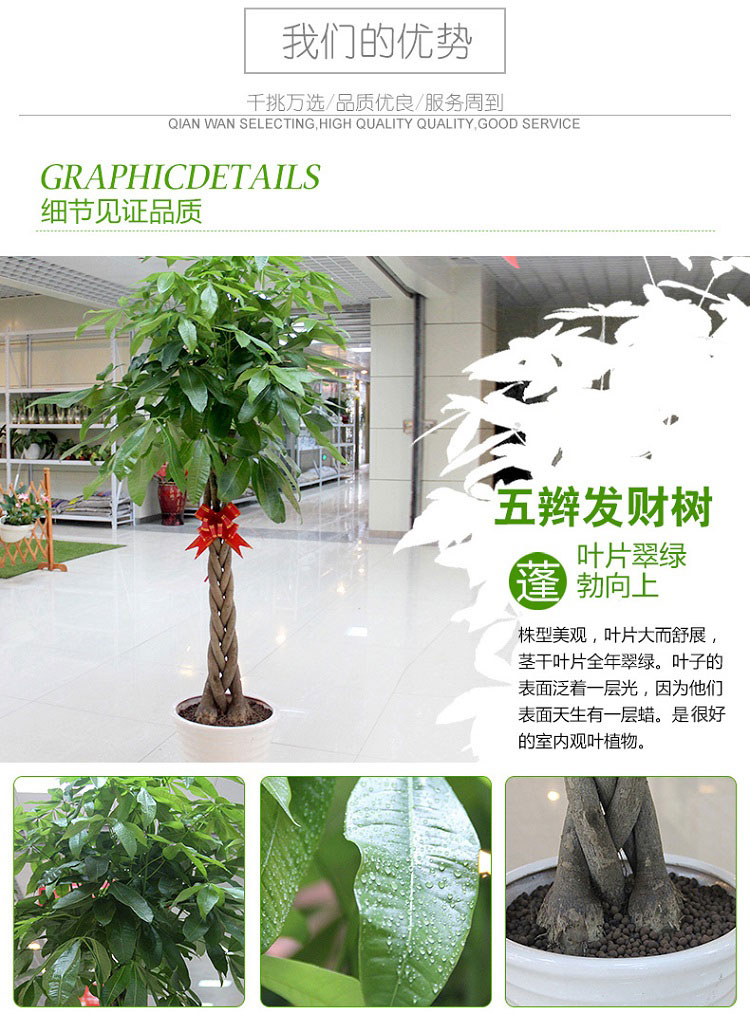 我们的优势
千挑万选/品质优良/服务周到
QIAN WAN SELECTING,HIGH QUALITY QUALITY,GOOD SERVICE
GRAPHICDETAILS
细节见证品质
五辫发财树
蓬
叶片翠绿
勃向上
株型美观，叶片大而舒展，
茎干叶片全年翠绿。叶子的
表面泛着一层光，因为他们
表面天生有一层蜡。是很好
的室内观叶植物。